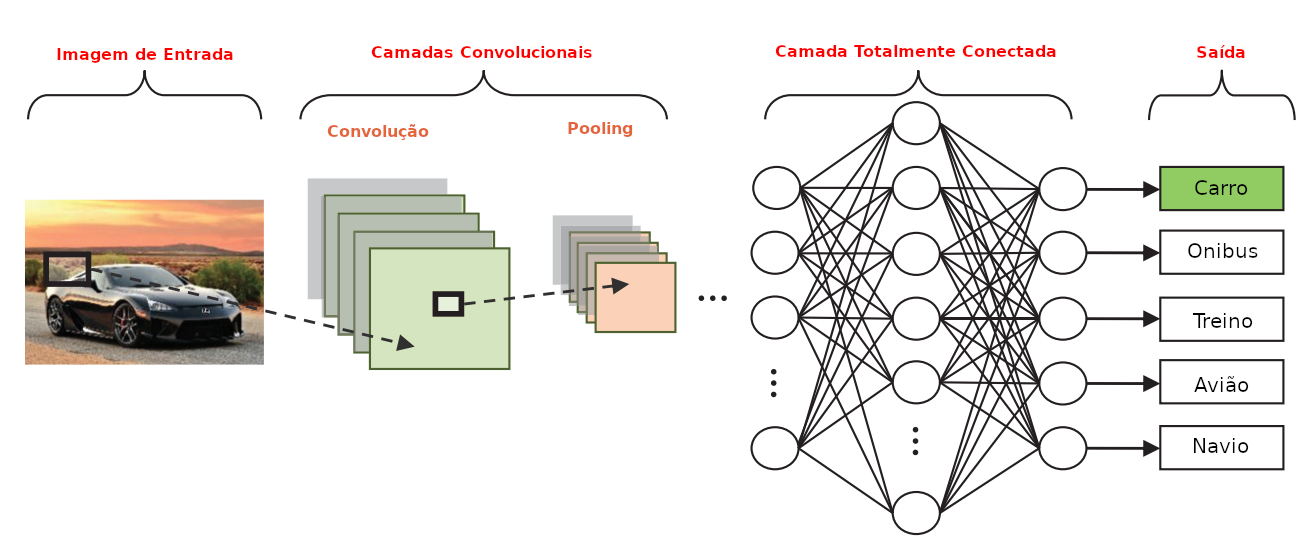 Imagem de Entrada
Camadas Convolucionais
Camada Totalmente Conectada
Saída
Convolução
Pooling
...
Carro
Onibus
Treino
Avião
Navio